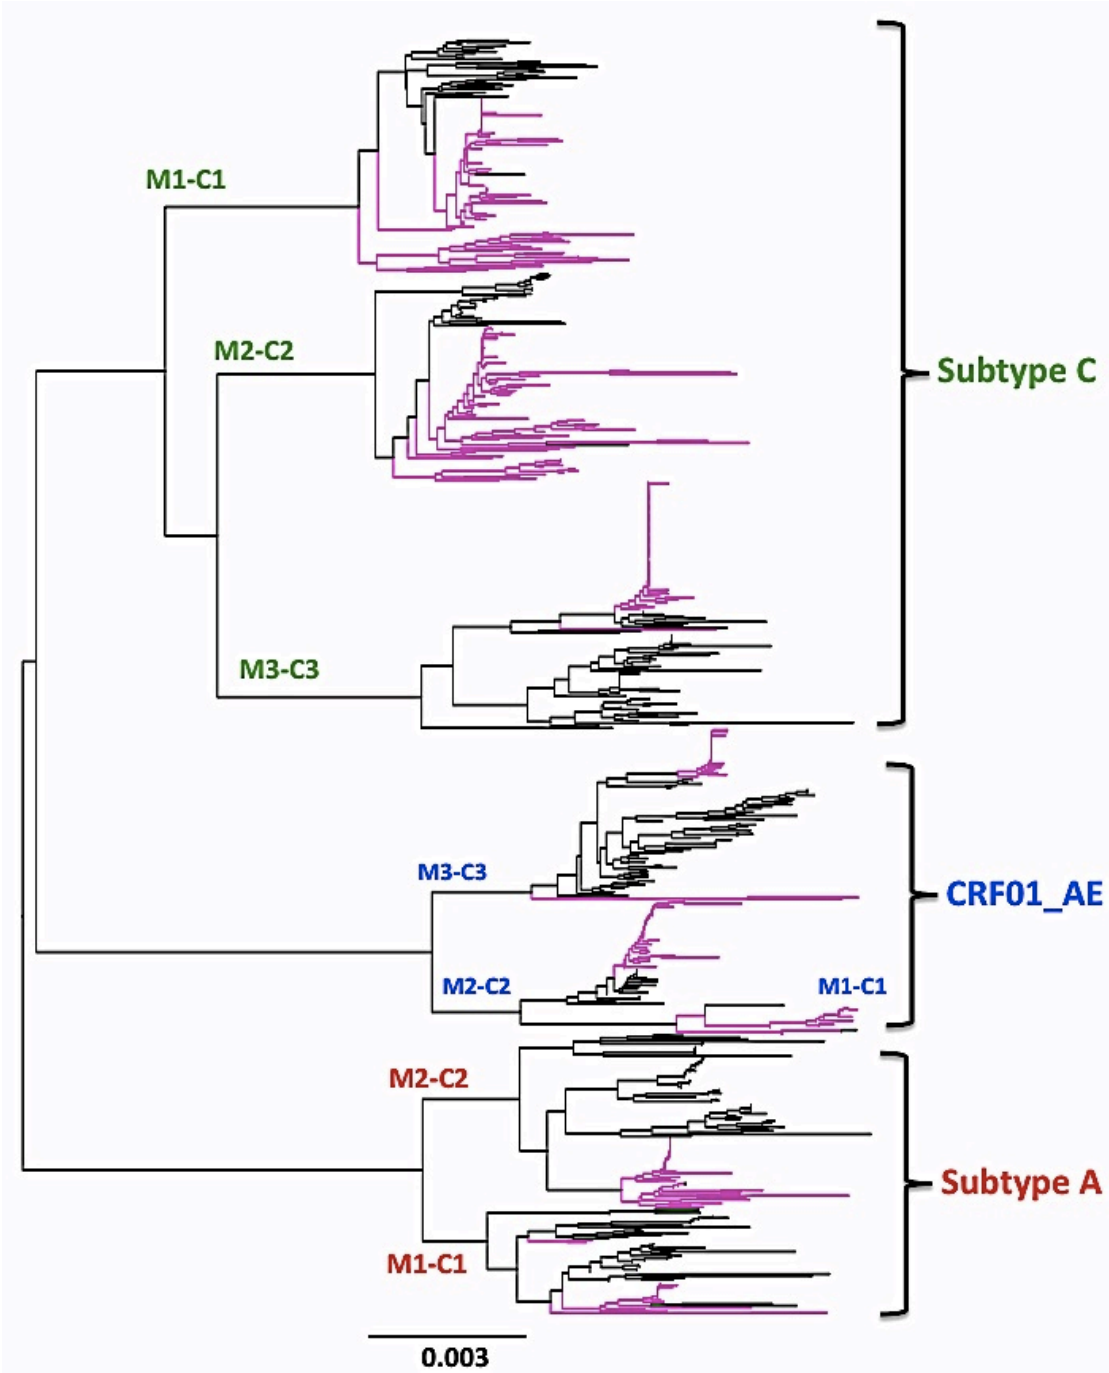 M1-C1
M2-C2
Subtype C
M3-C3
M3-C3
CRF01_AE
M2-C2
M1-C1
M2-C2
Subtype A
M1-C1
0.003